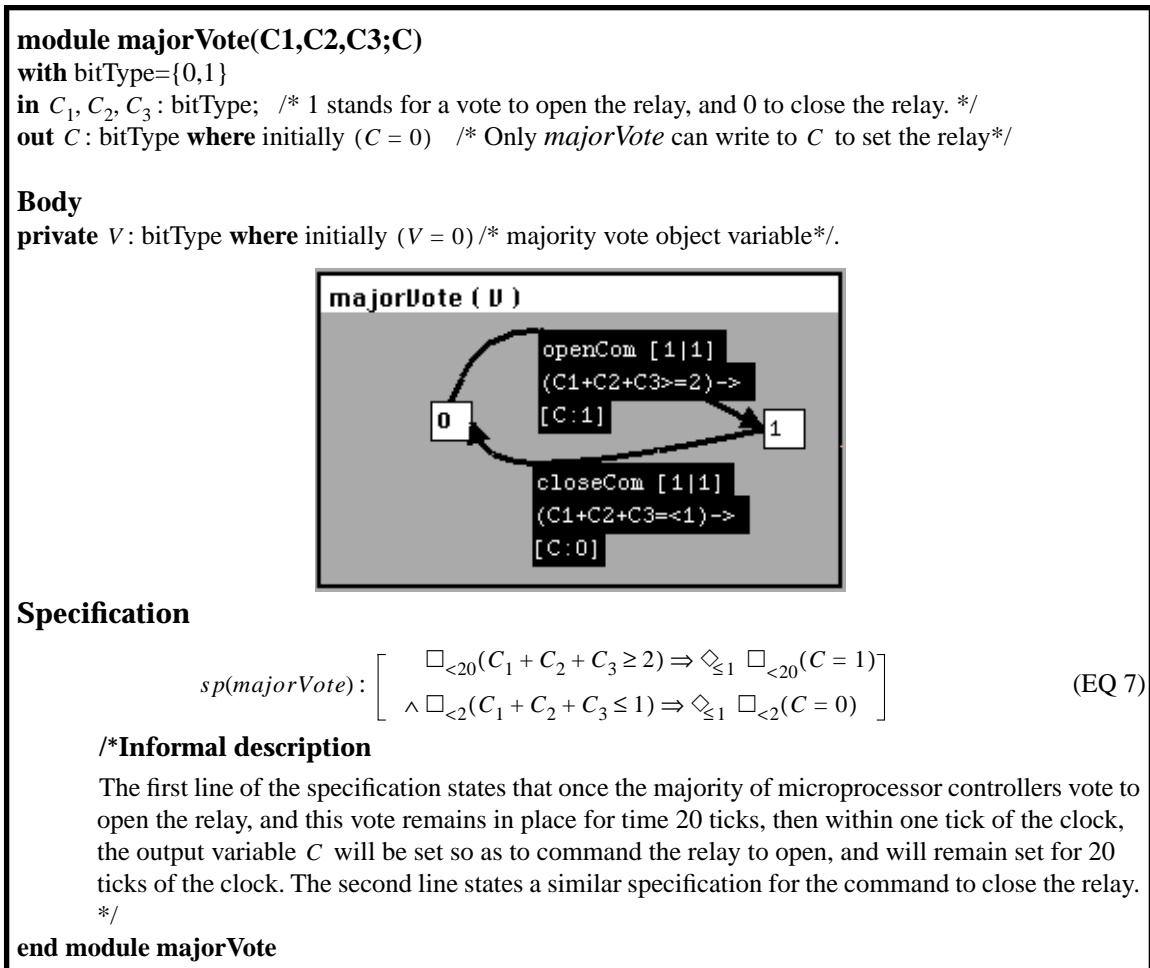 module majorVote(C1,C2,C3;C)
with bitType={0,1}
in C₁, C₂, C₃ : bitType; /* 1 stands for a vote to open the relay, and 0 to close the relay. */
out C : bitType where initially (C = 0) /* Only majorVote can write to C to set the relay*/
Body
private V : bitType where initially (V = 0) /* majority vote object variable*/.
majorVote ( V )
openCom [1|1]
(C1+C2+C3>=2)->
[C:1]
0
1
closeCom [1|1]
(C1+C2+C3=<1)->
[C:0]
Specification
□<20(C₁ + C₂ + C₃ ≥ 2) ⇒ ◇≤1 □<20(C = 1)
sp(majorVote) : [ ∧ □<2(C₁ + C₂ + C₃ ≤ 1) ⇒ ◇≤1 □<2(C = 0) ] (EQ 7)
/*Informal description
The first line of the specification states that once the majority of microprocessor controllers vote to
open the relay, and this vote remains in place for time 20 ticks, then within one tick of the clock,
the output variable C will be set so as to command the relay to open, and will remain set for 20
ticks of the clock. The second line states a similar specification for the command to close the relay.
*/
end module majorVote